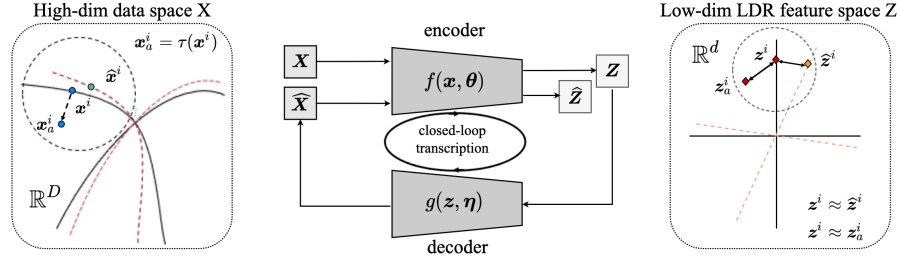 High-dim data space X
x_a^i = τ(x^i)
x̂^i
x^i
x_a^i
ℝ^D
encoder
X
X̂
f(x, θ)
Z
Ẑ
closed-loop
transcription
g(z, η)
decoder
Low-dim LDR feature space Z
ℝ^d
z^i
ẑ^i
z_a^i
z^i ≈ ẑ^i
z^i ≈ z_a^i